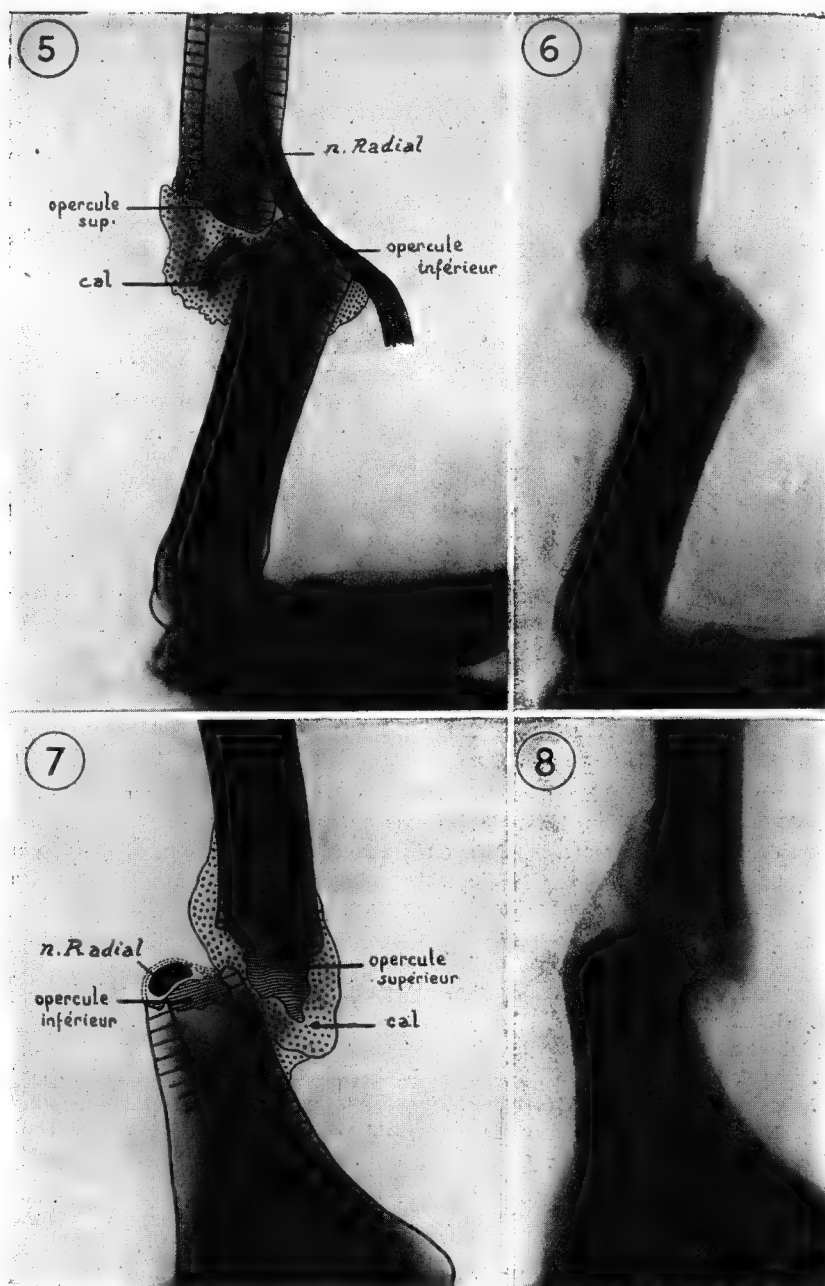 5
n. Radial
opercule
sup.
opercule
inférieur
cal
6
7
n. Radial
opercule
inférieur
opercule
supérieur
cal
8